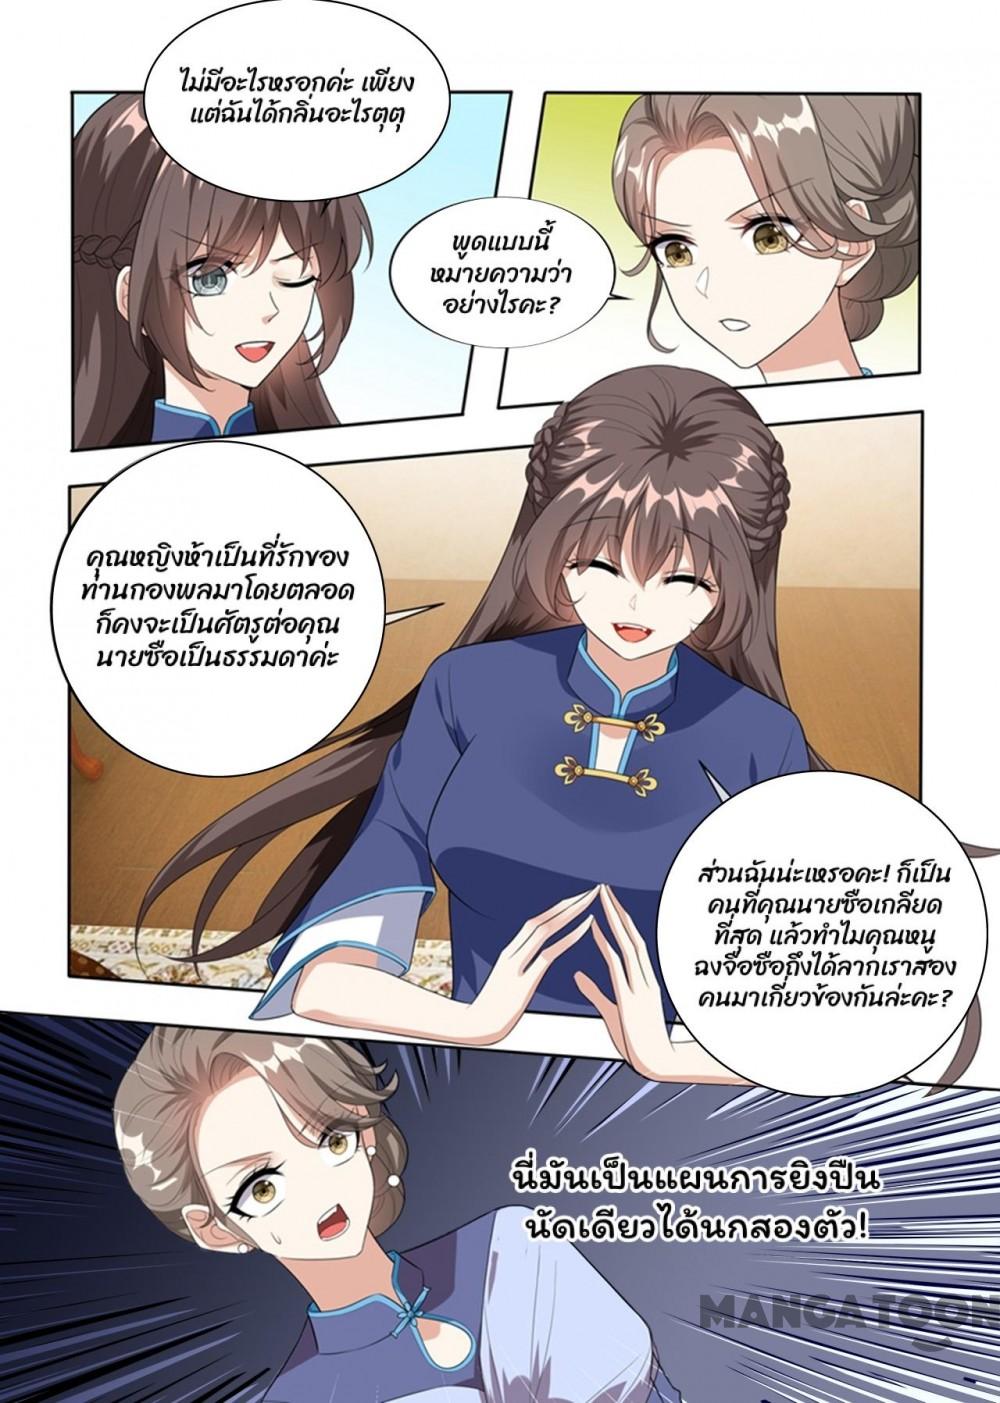 ไม่มีอะไรหรอกค่ะ เพียง
แต่ฉันได้กลิ่นอะไรตุตุ
พูดแบบนี้
หมายความว่า
อย่างไรคะ?
คุณหญิงห้าเป็นที่รักของ
ท่านกองพลมาโดยตลอด
ก็คงจะเป็นศัตรูต่อคุณ
นายซือเป็นธรรมดาค่ะ
ส่วนฉันน่ะเหรอคะ! ก็เป็น
คนที่คุณนายซือเกลียด
ที่สุด แล้วทำไมคุณหนู
ฉงจื่อซือถึงได้ลากเราสอง
คนมาเกี่ยวข้องกันล่ะคะ?
นี่มันเป็นแผนการยิงปืน
นัดเดียวได้นกสองตัว!
MANGATOON